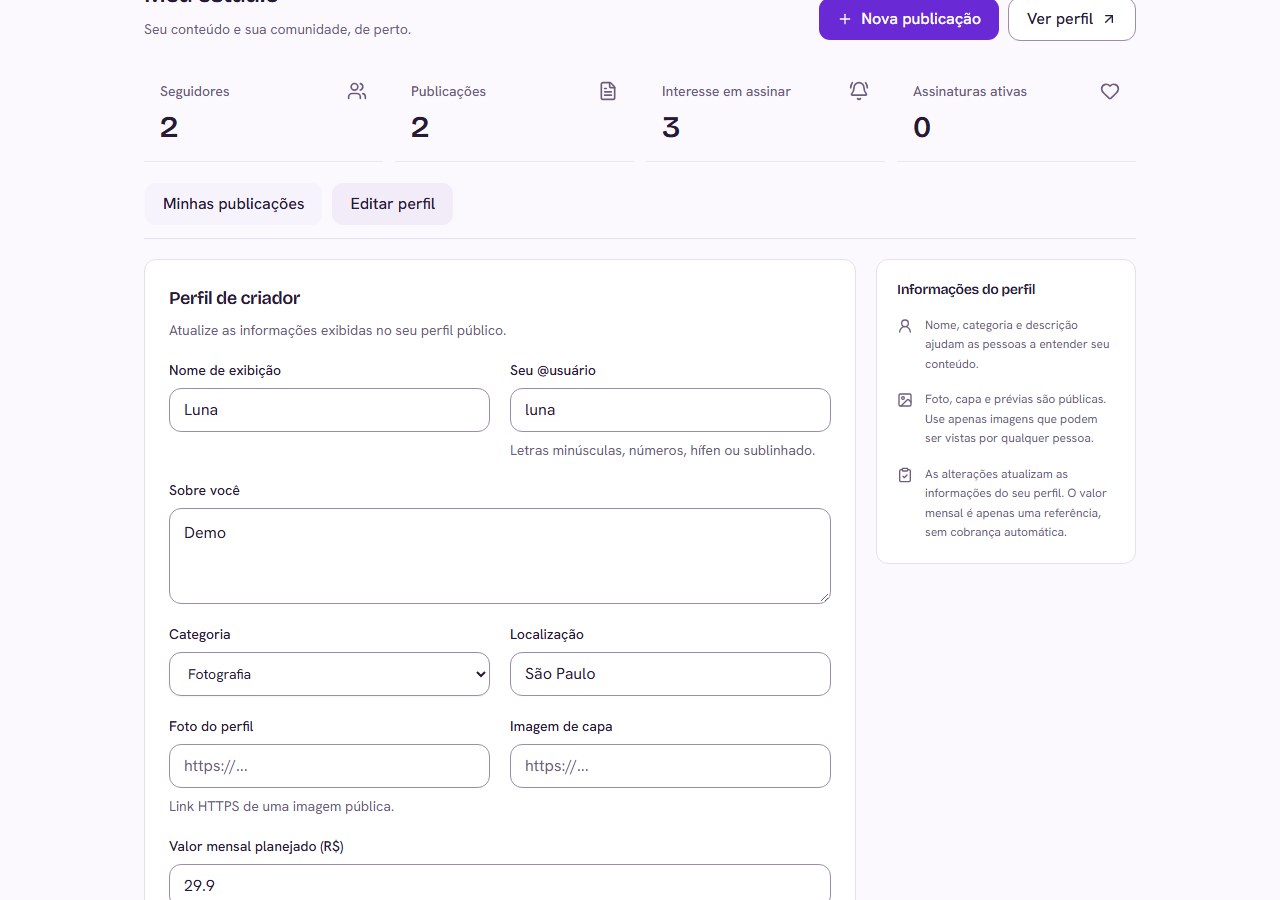 Meu estúdio
Seu conteúdo e sua comunidade, de perto.
+ Nova publicação
Ver perfil
Seguidores
2
Publicações
2
Interesse em assinar
3
Assinaturas ativas
0
Minhas publicações
Editar perfil
Perfil de criador
Atualize as informações exibidas no seu perfil público.
Nome de exibição
Luna
Seu @usuário
luna
Letras minúsculas, números, hífen ou sublinhado.
Sobre você
Demo
Categoria
Fotografia
Localização
São Paulo
Foto do perfil
https://...
Link HTTPS de uma imagem pública.
Imagem de capa
https://...
Valor mensal planejado (R$)
29.9
Informações do perfil
Nome, categoria e descrição
ajudam as pessoas a entender seu
conteúdo.
Foto, capa e prévias são públicas.
Use apenas imagens que podem
ser vistas por qualquer pessoa.
As alterações atualizam as
informações do seu perfil. O valor
mensal é apenas uma referência,
sem cobrança automática.